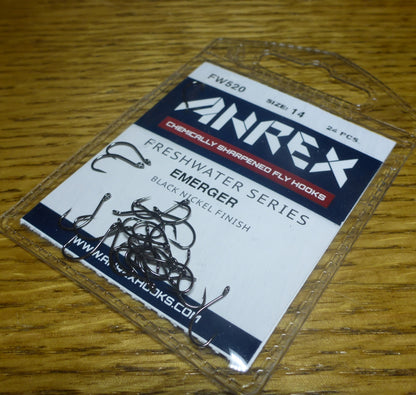 FW520 SIZE: 14 24 PCS.
AHREX
CHEMICALLY SHARPENED FLY HOOKS
FRESHWATER SERIES
EMERGER
BLACK NICKEL FINISH
WWW.AHREXHOOKS.COM